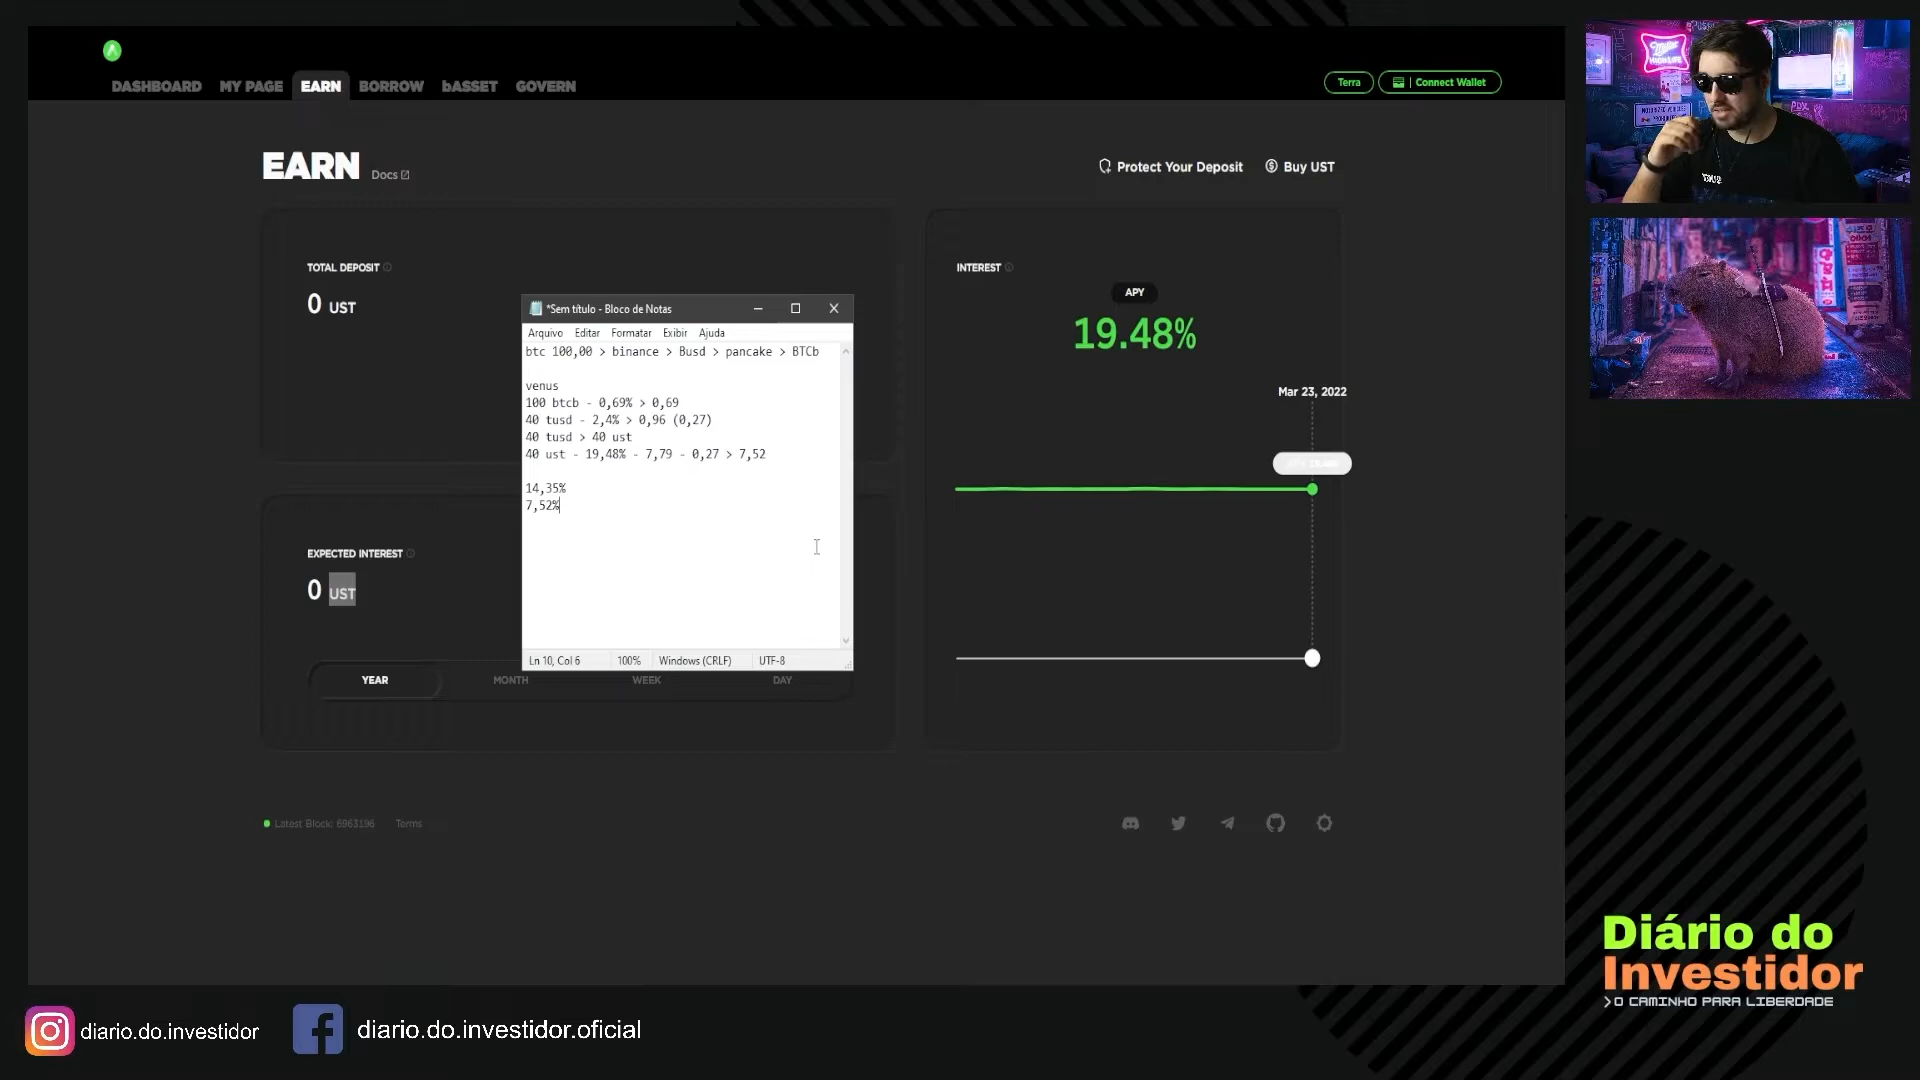 DASHBOARD MY PAGE EARN BORROW bASSET GOVERN
Terra | Connect Wallet
EARN Docs
Protect Your Deposit Buy UST
TOTAL DEPOSIT
0 UST
INTEREST
APY
19.48%
Mar 23, 2022
*Sem título - Bloco de Notas
Arquivo Editar Formatar Exibir Ajuda
btc 100,00 > binance > Busd > pancake > BTCb
venus
100 btcb - 0,69% > 0,69
40 tusd - 2,4% > 0,96 (0,27)
40 tusd > 40 ust
40 ust - 19,48% - 7,79 - 0,27 > 7,52
14,35%
7,52%
Ln 10, Col 6 100% Windows (CRLF) UTF-8
EXPECTED INTEREST
0 UST
YEAR MONTH WEEK DAY
Latest Block: 6963196 Terms
Diário do
Investidor
>O CAMINHO PARA LIBERDADE
diario.do.investidor
diario.do.investidor.oficial